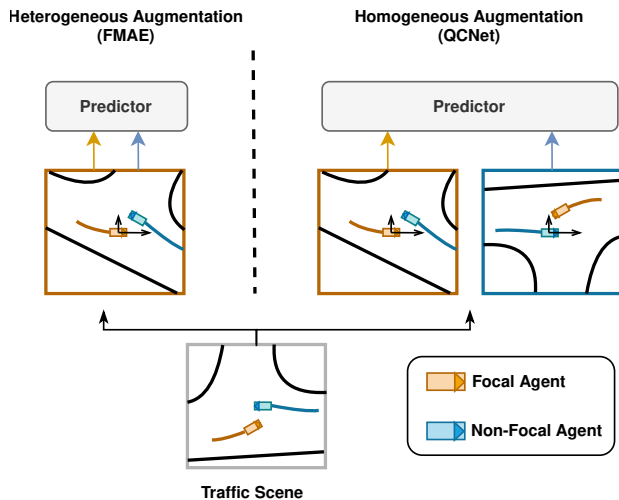 Heterogeneous Augmentation
(FMAE)
Homogeneous Augmentation
(QCNet)
Predictor
Predictor
Focal Agent
Non-Focal Agent
Traffic Scene